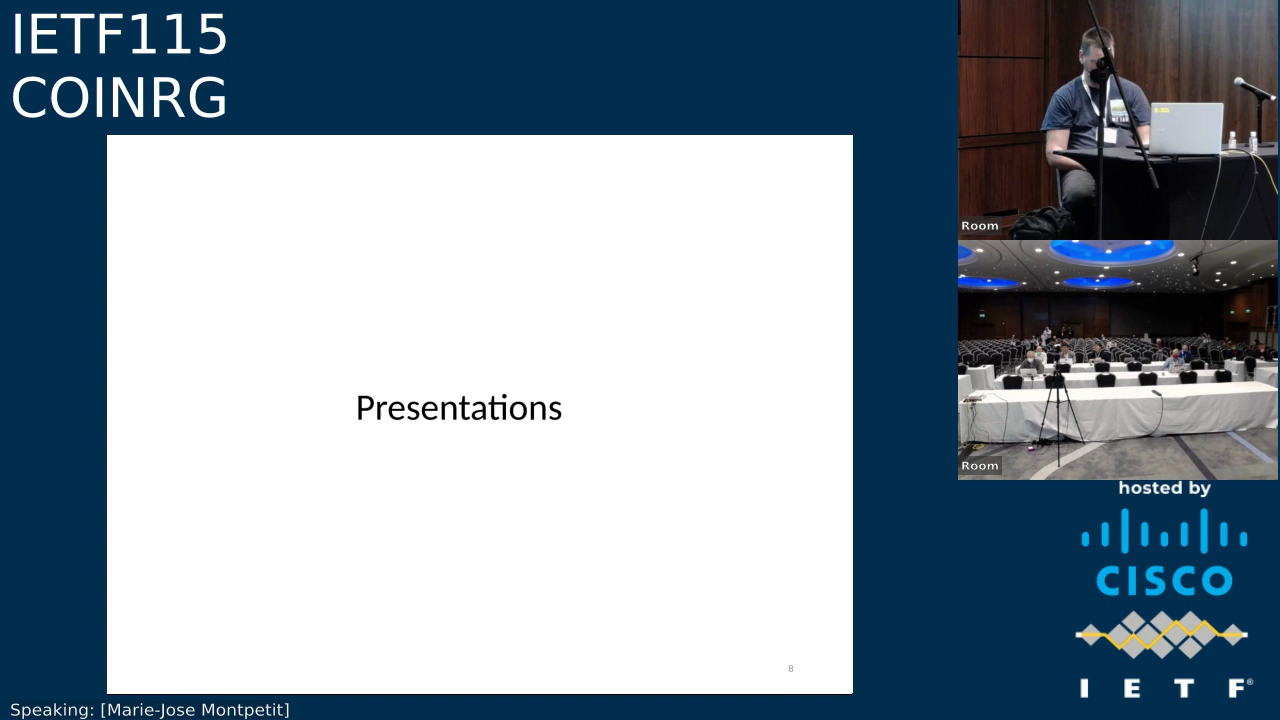 IETF115
COINRG
Presentations
8
Room
Room
hosted by
CISCO
I E T F®
Speaking: [Marie-Jose Montpetit]